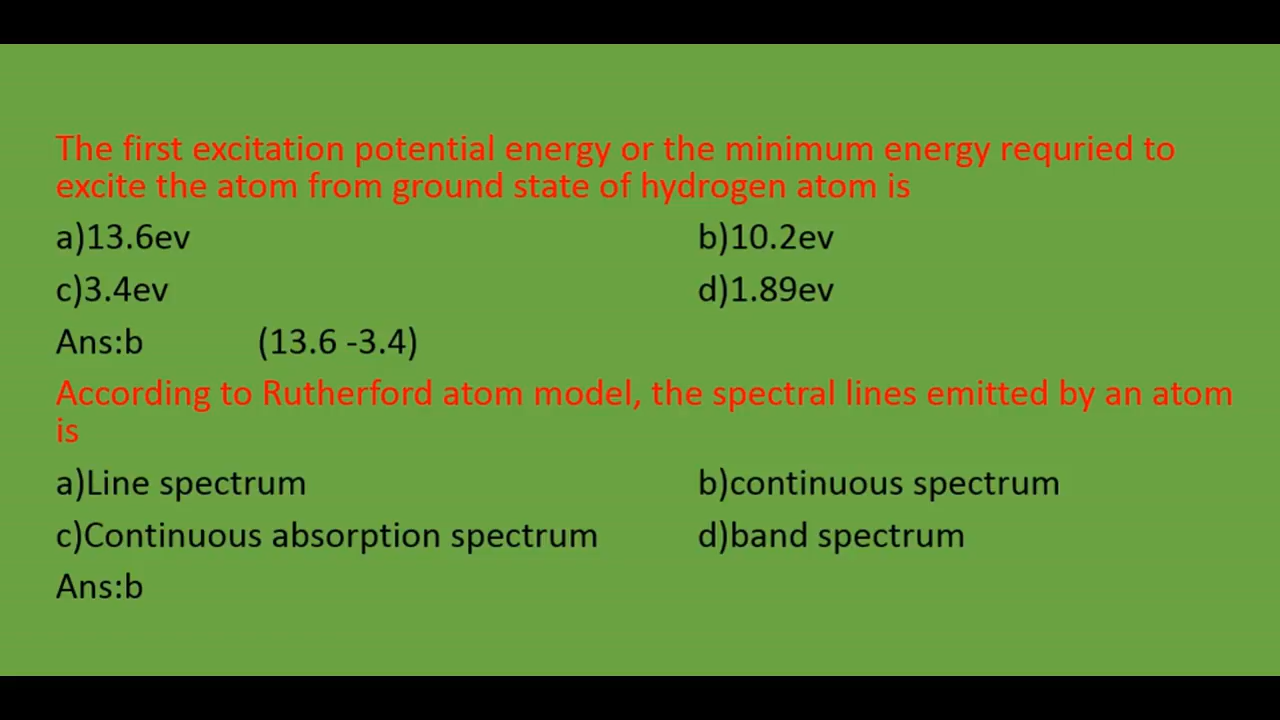 The first excitation potential energy or the minimum energy requried to
excite the atom from ground state of hydrogen atom is
a)13.6ev b)10.2ev
c)3.4ev d)1.89ev
Ans:b (13.6 -3.4)
According to Rutherford atom model, the spectral lines emitted by an atom
is
a)Line spectrum b)continuous spectrum
c)Continuous absorption spectrum d)band spectrum
Ans:b